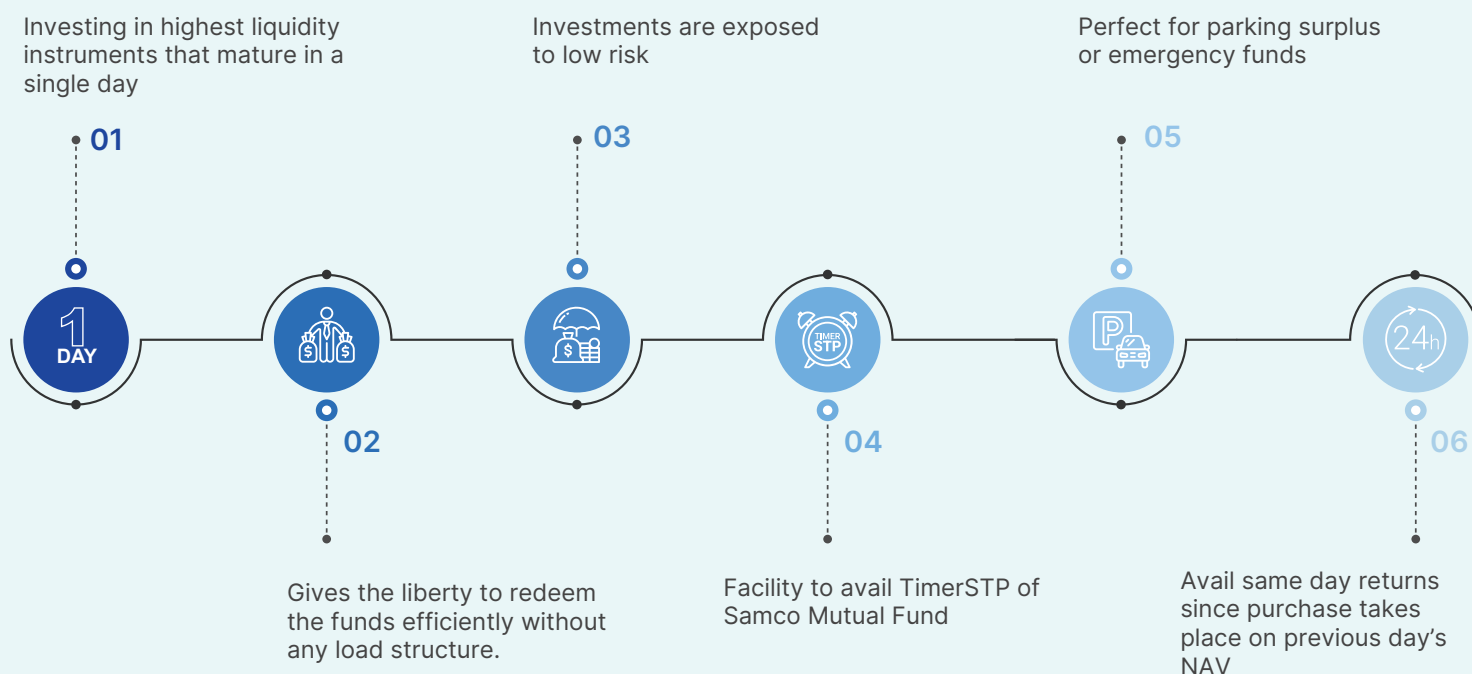 Investing in highest liquidity
instruments that mature in a
single day
01
1
DAY
Gives the liberty to redeem
the funds efficiently without
any load structure.
02
$ $
Investments are exposed
to low risk
03
$
Facility to avail TimerSTP of
Samco Mutual Fund
04
TIMER
STP
Perfect for parking surplus
or emergency funds
05
P
Avail same day returns
since purchase takes
place on previous day’s
NAV
06
24h